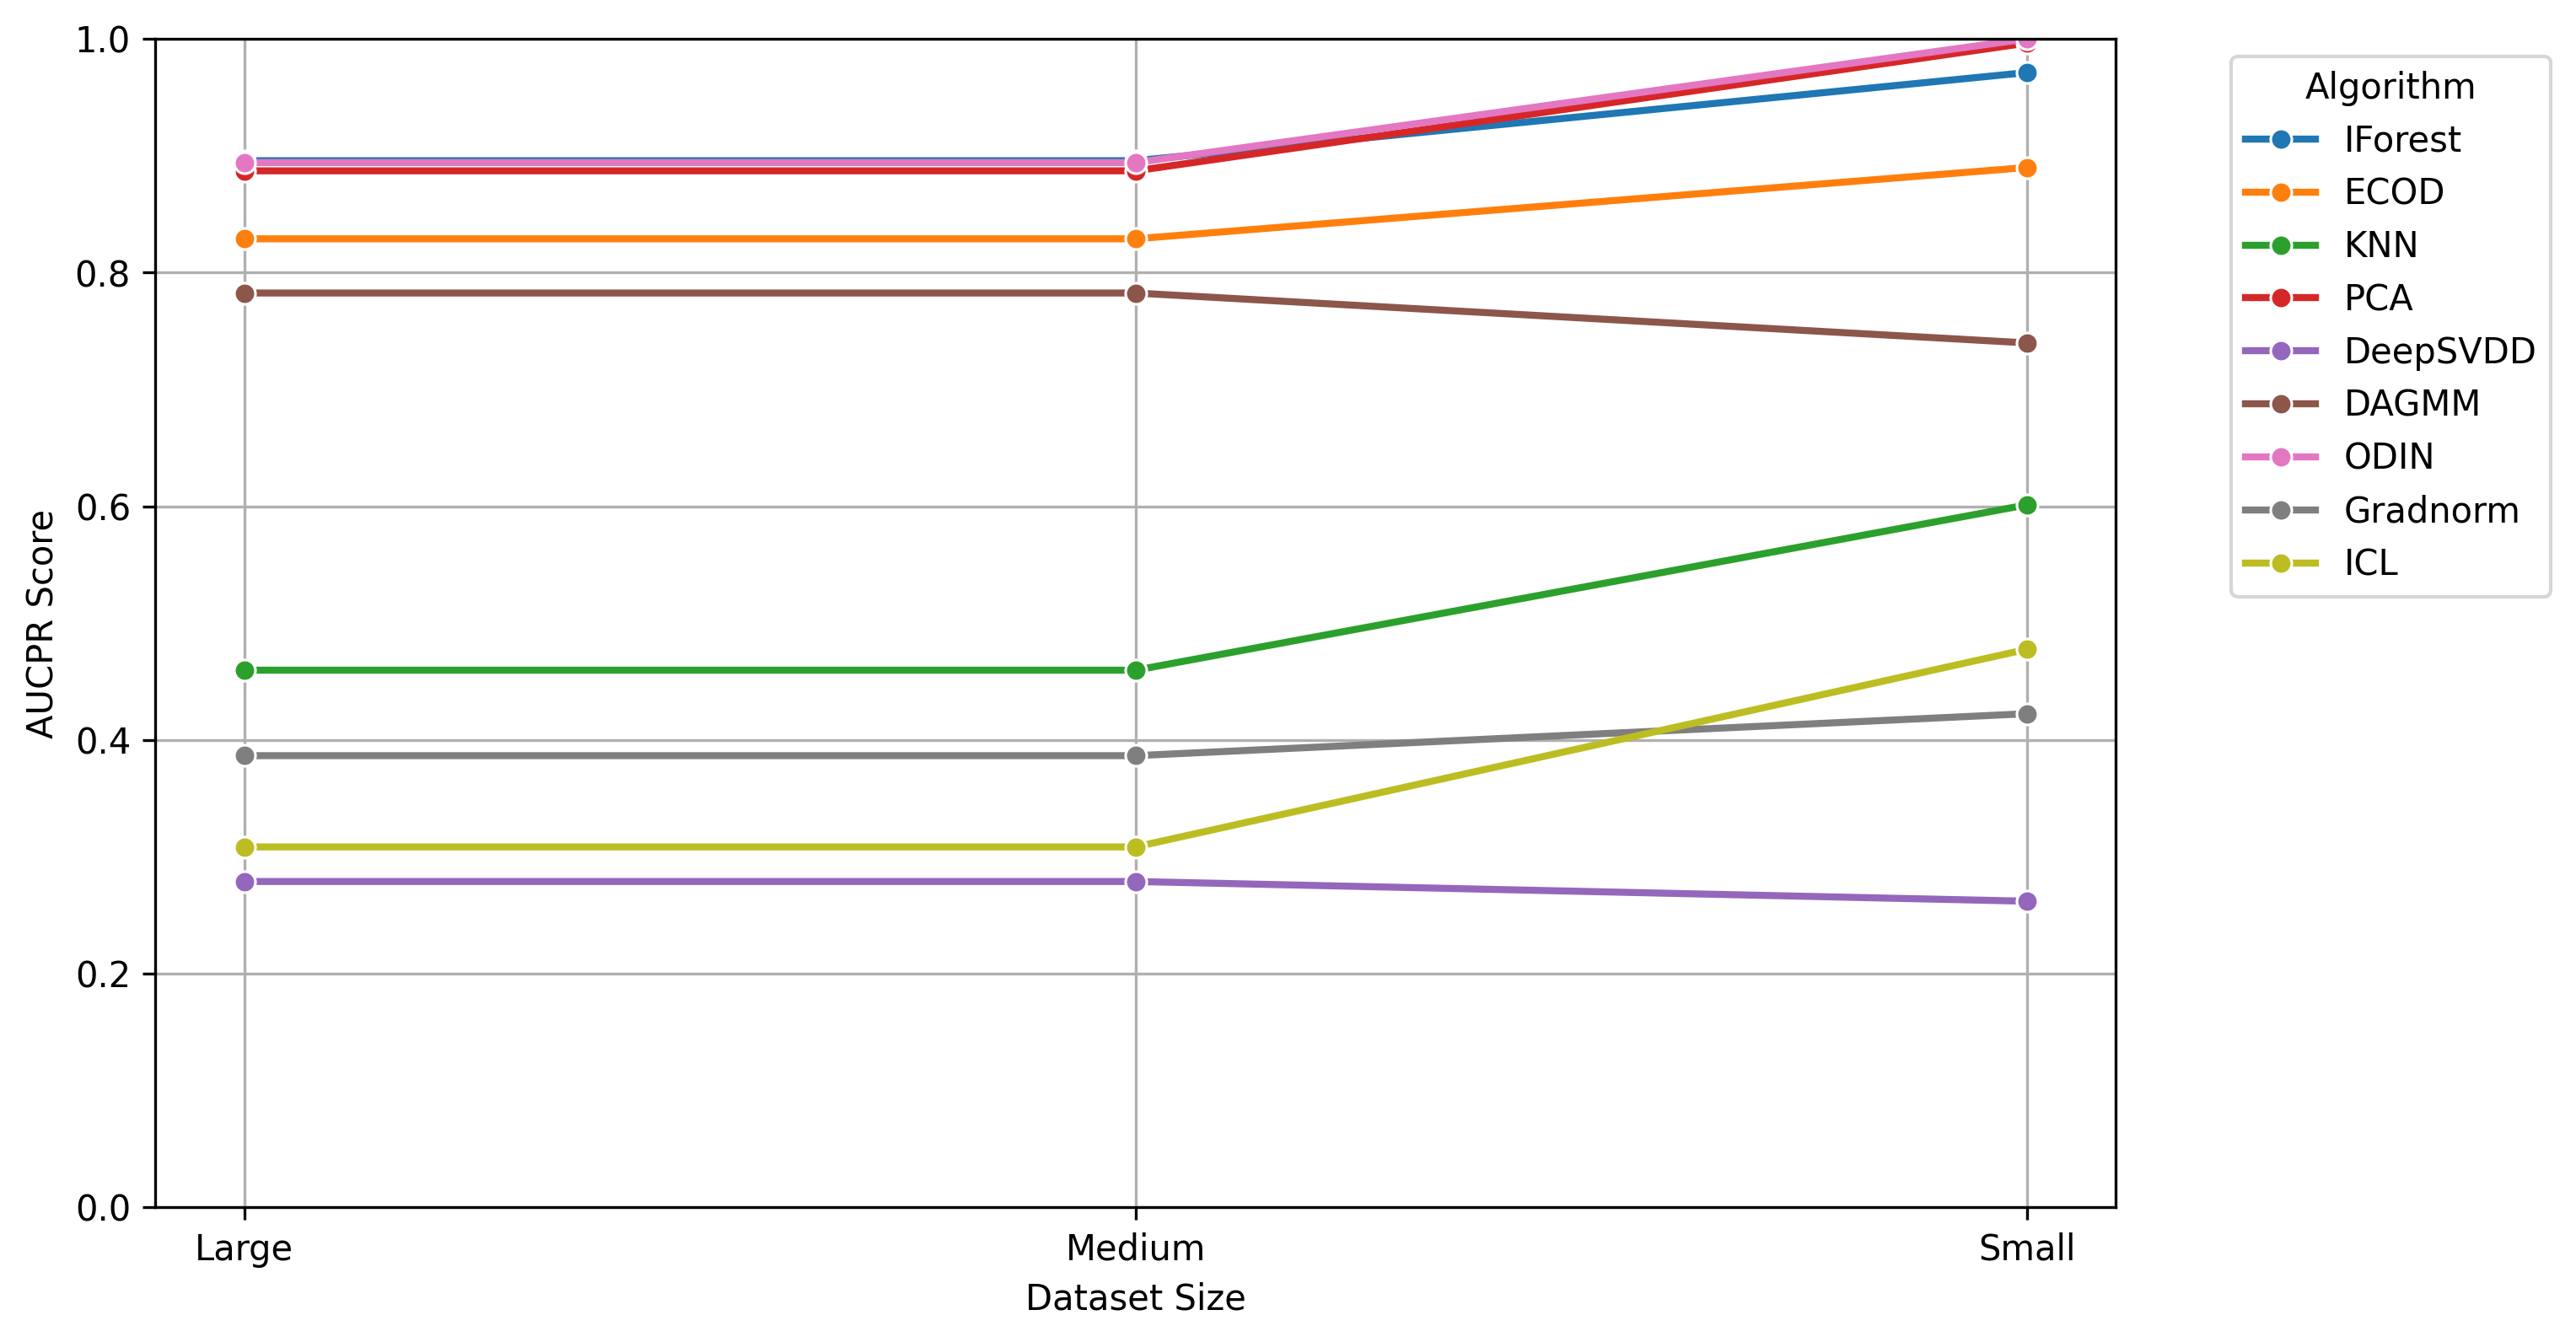 1.0
0.8
0.6
0.4
0.2
0.0
AUCPR Score
Large
Medium
Small
Dataset Size
Algorithm
IForest
ECOD
KNN
PCA
DeepSVDD
DAGMM
ODIN
Gradnorm
ICL